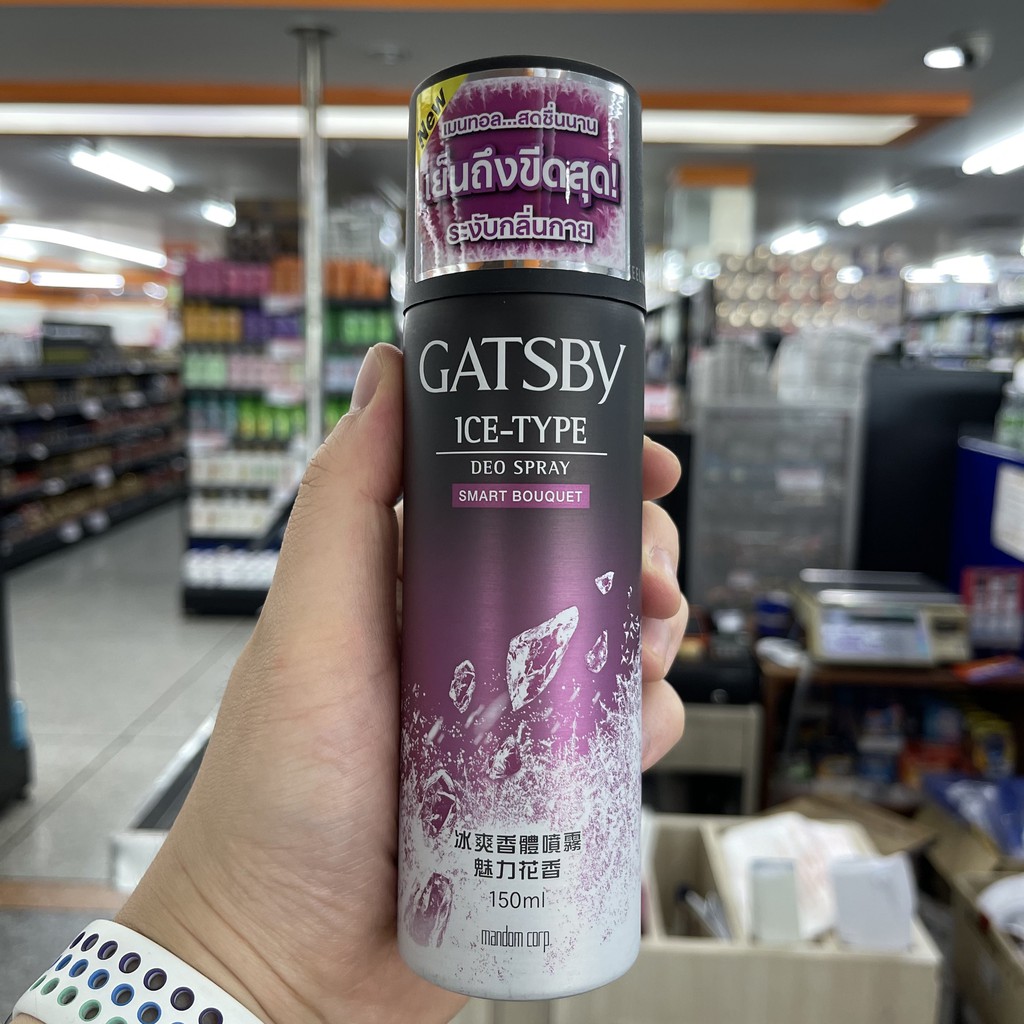 New
เมนทอล...สดชื่นนาน
เย็นถึงขีดสุด!
ระงับกลิ่นกาย
GATSBY
ICE-TYPE
DEO SPRAY
SMART BOUQUET
冰爽香體噴霧
魅力花香
150ml
mandom corp.